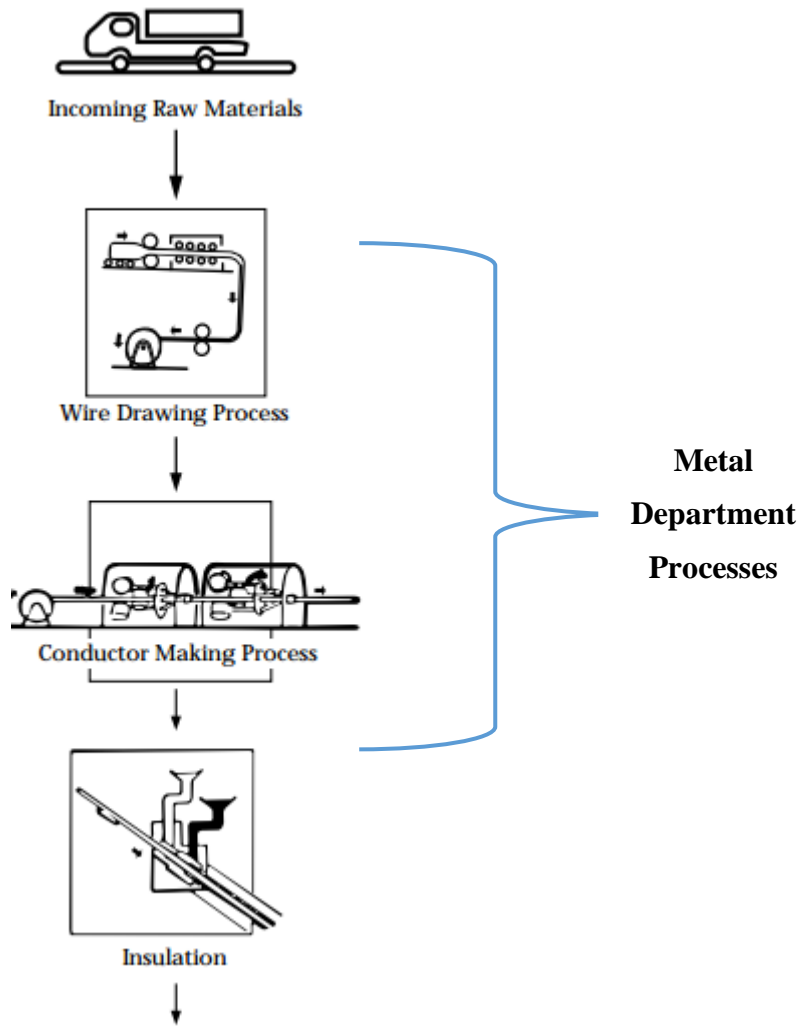 Incoming Raw Materials
Wire Drawing Process
Metal
Department
Processes
Conductor Making Process
Insulation